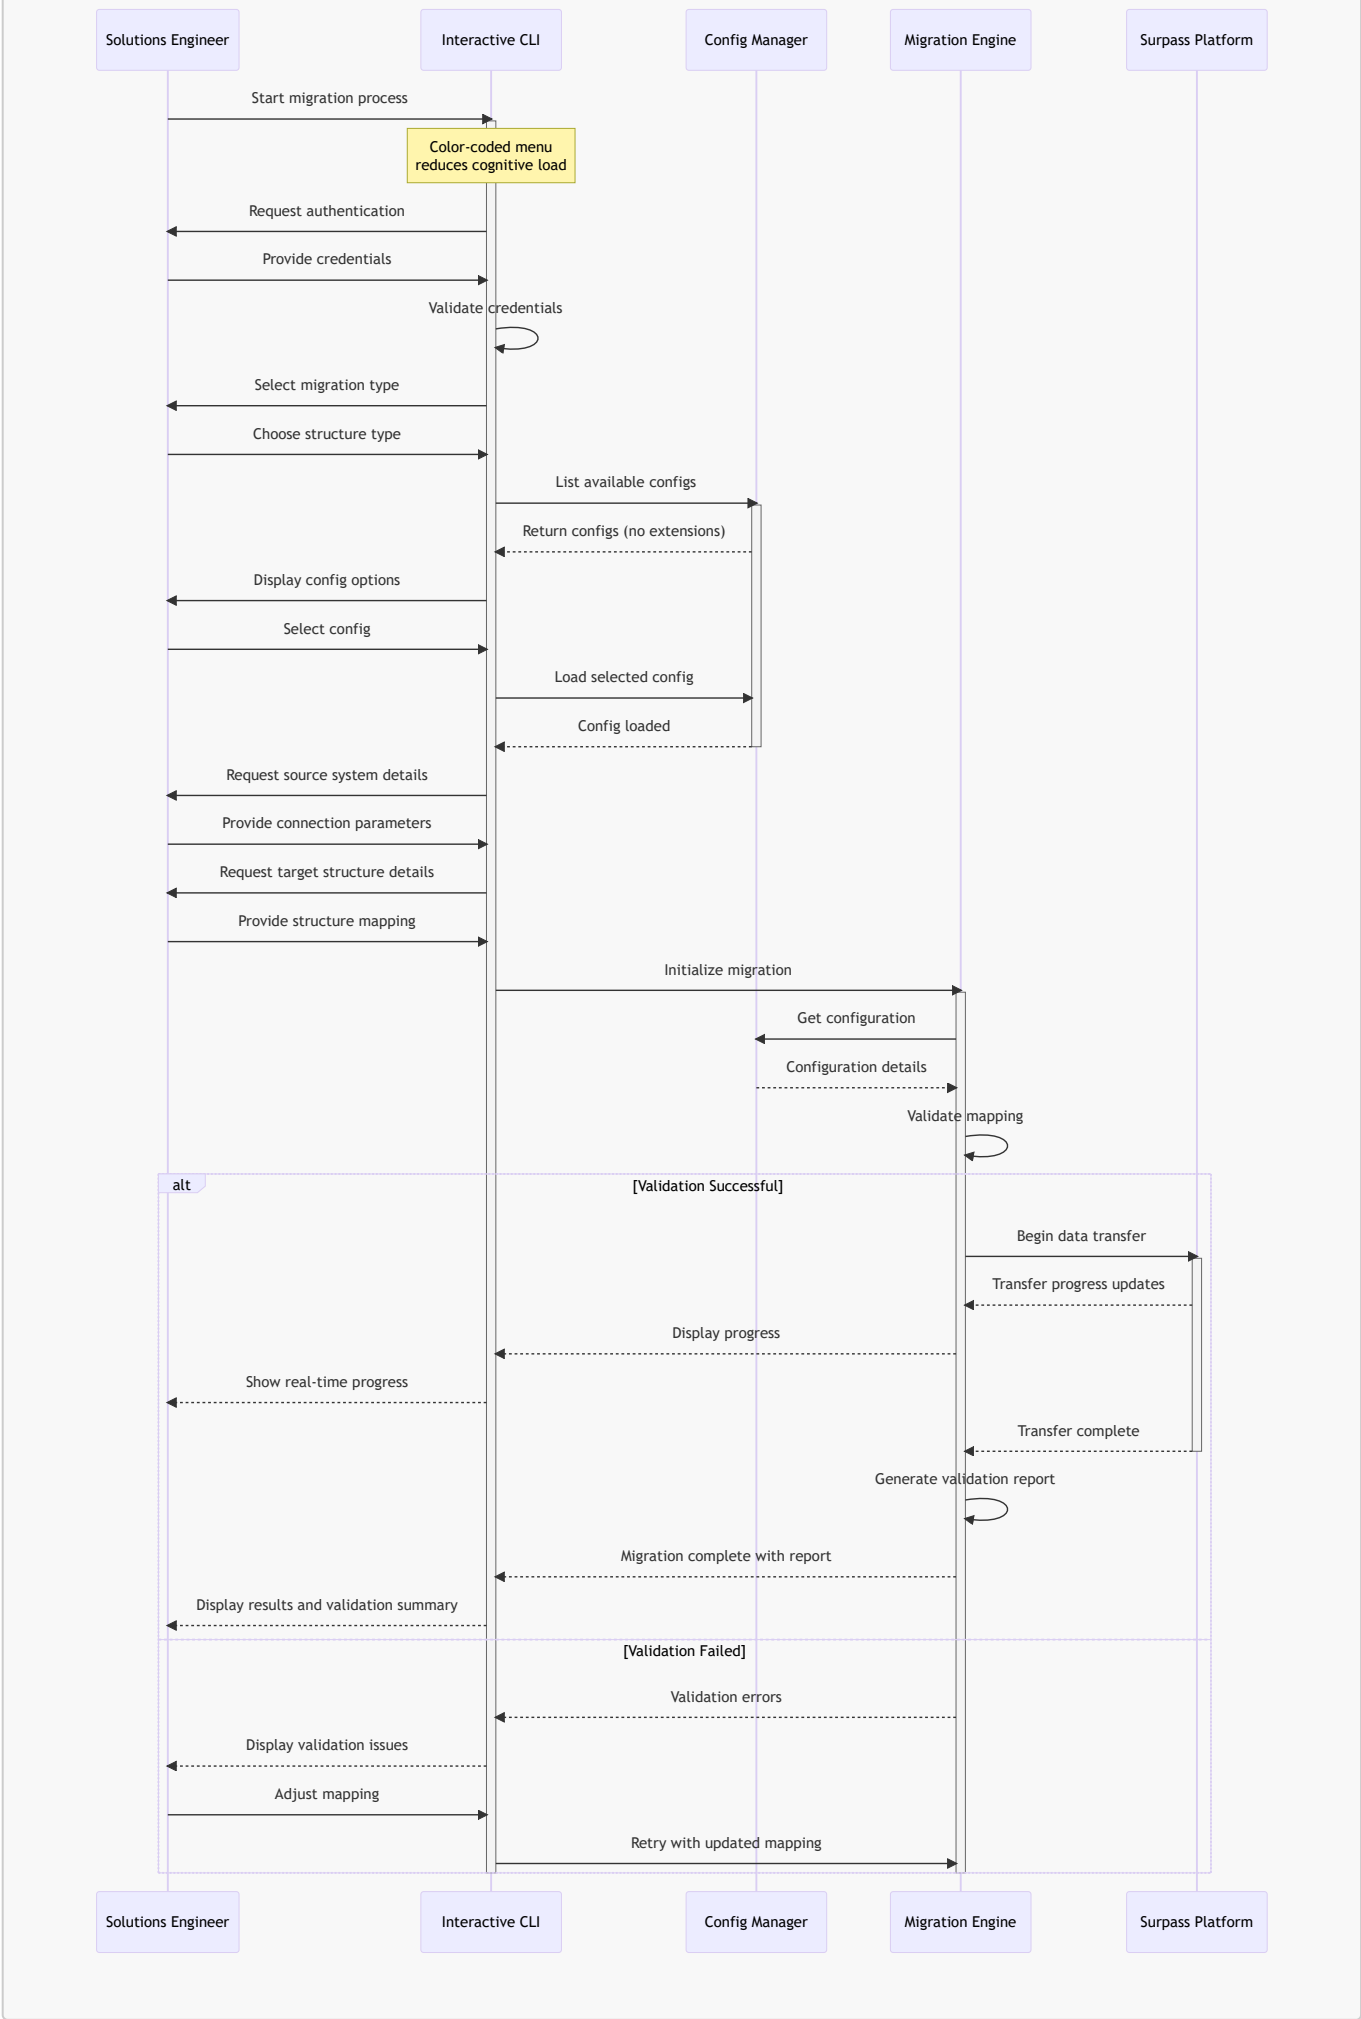 Solutions Engineer
Interactive CLI
Config Manager
Migration Engine
Surpass Platform
Start migration process
Color-coded menu
reduces cognitive load
Request authentication
Provide credentials
Validate credentials
Select migration type
Choose structure type
List available configs
Return configs (no extensions)
Display config options
Select config
Load selected config
Config loaded
Request source system details
Provide connection parameters
Request target structure details
Provide structure mapping
Initialize migration
Get configuration
Configuration details
Validate mapping
alt
[Validation Successful]
Begin data transfer
Transfer progress updates
Display progress
Show real-time progress
Transfer complete
Generate validation report
Migration complete with report
Display results and validation summary
[Validation Failed]
Validation errors
Display validation issues
Adjust mapping
Retry with updated mapping
Solutions Engineer
Interactive CLI
Config Manager
Migration Engine
Surpass Platform